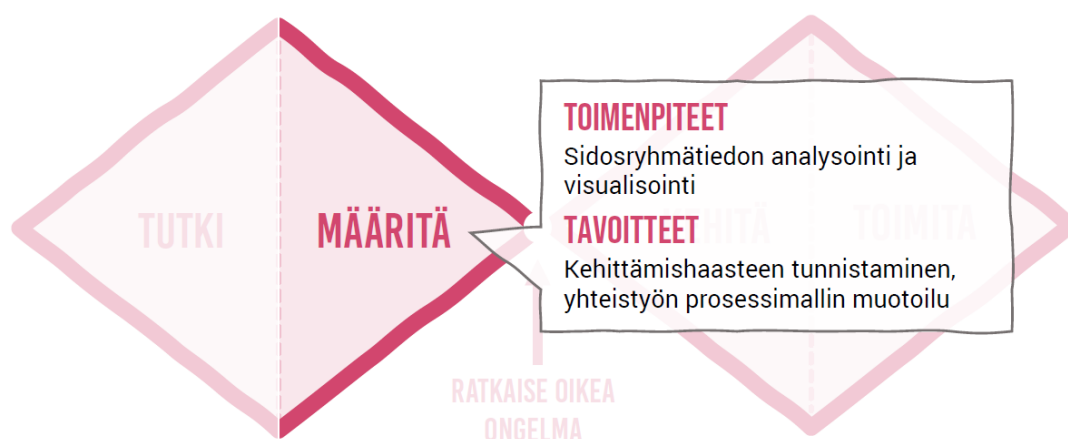 TUTKI
MÄÄRITÄ
TOIMENPITEET
Sidosryhmätiedon analysointi ja
visualisointi
TAVOITTEET
Kehittämishaasteen tunnistaminen,
yhteistyön prosessimallin muotoilu
TOIMITA
RATKAISE OIKEA
ONGELMA